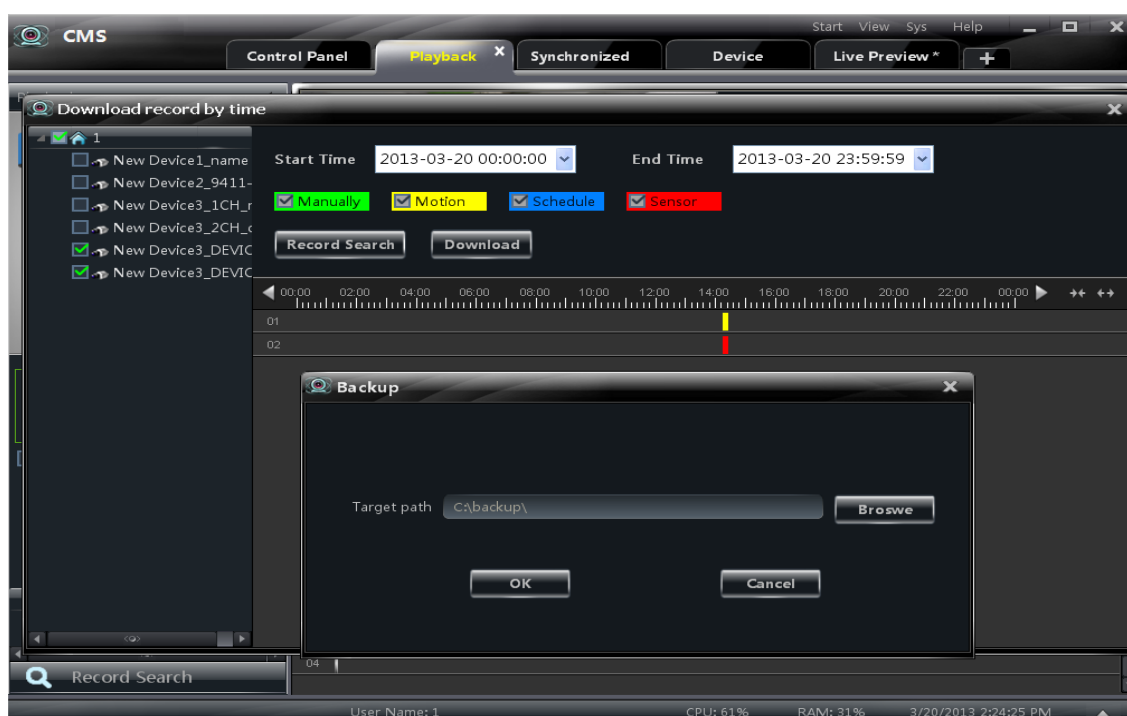 CMS
Start View Sys Help
Control Panel Playback Synchronized Device Live Preview *
Download record by time
1
New Device1_name
New Device2_9411-
New Device3_1CH_r
New Device3_2CH_c
New Device3_DEVIC
New Device3_DEVIC
Start Time 2013-03-20 00:00:00 End Time 2013-03-20 23:59:59
Manually Motion Schedule Sensor
Record Search Download
00:00 02:00 04:00 06:00 08:00 10:00 12:00 14:00 16:00 18:00 20:00 22:00 00:00
01
02
Backup
Target path C:\backup\ Broswe
OK Cancel
04
Record Search
User Name: 1 CPU: 61% RAM: 31% 3/20/2013 2:24:25 PM